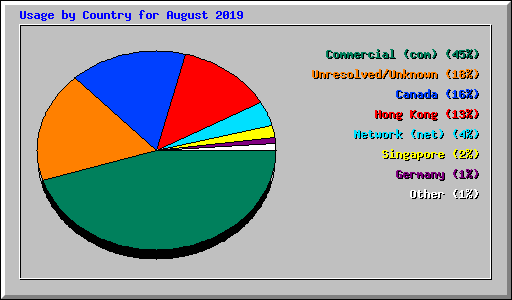 Usage by Country for August 2019
Commercial (com) (45%)
Unresolved/Unknown (18%)
Canada (16%)
Hong Kong (13%)
Network (net) (4%)
Singapore (2%)
Germany (1%)
Other (1%)